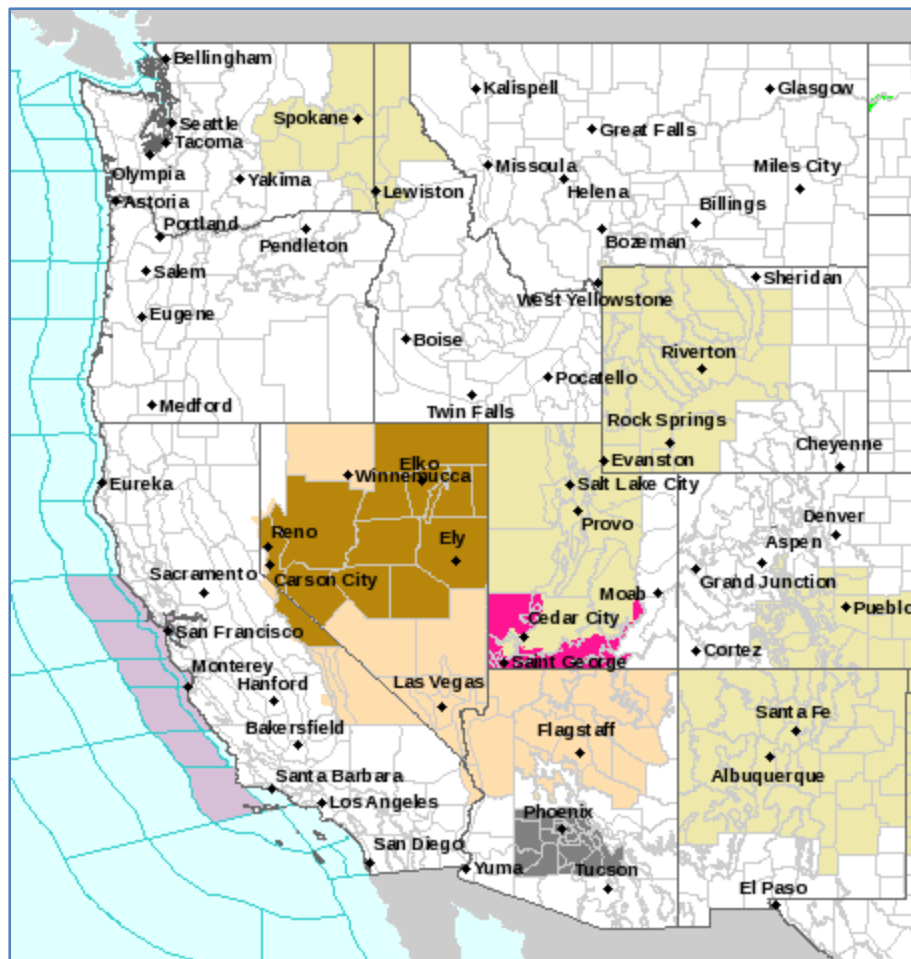 Bellingham
Kalispell
Glasgow
Seattle
Spokane
Great Falls
Tacoma
Missoula
Miles City
Olympia
Yakima
Helena
Lewiston
Astoria
Billings
Portland
Pendleton
Bozeman
Salem
Sheridan
West Yellowstone
Eugene
Boise
Riverton
Pocatello
Medford
Twin Falls
Rock Springs
Cheyenne
Elko
Evanston
Winnemucca
Eureka
Salt Lake City
Provo
Denver
Reno
Ely
Aspen
Sacramento
Carson City
Grand Junction
Moab
Pueblo
San Francisco
Cedar City
Cortez
Monterey
Saint George
Hanford
Las Vegas
Santa Fe
Bakersfield
Flagstaff
Albuquerque
Santa Barbara
Los Angeles
Phoenix
San Diego
Yuma
Tucson
El Paso